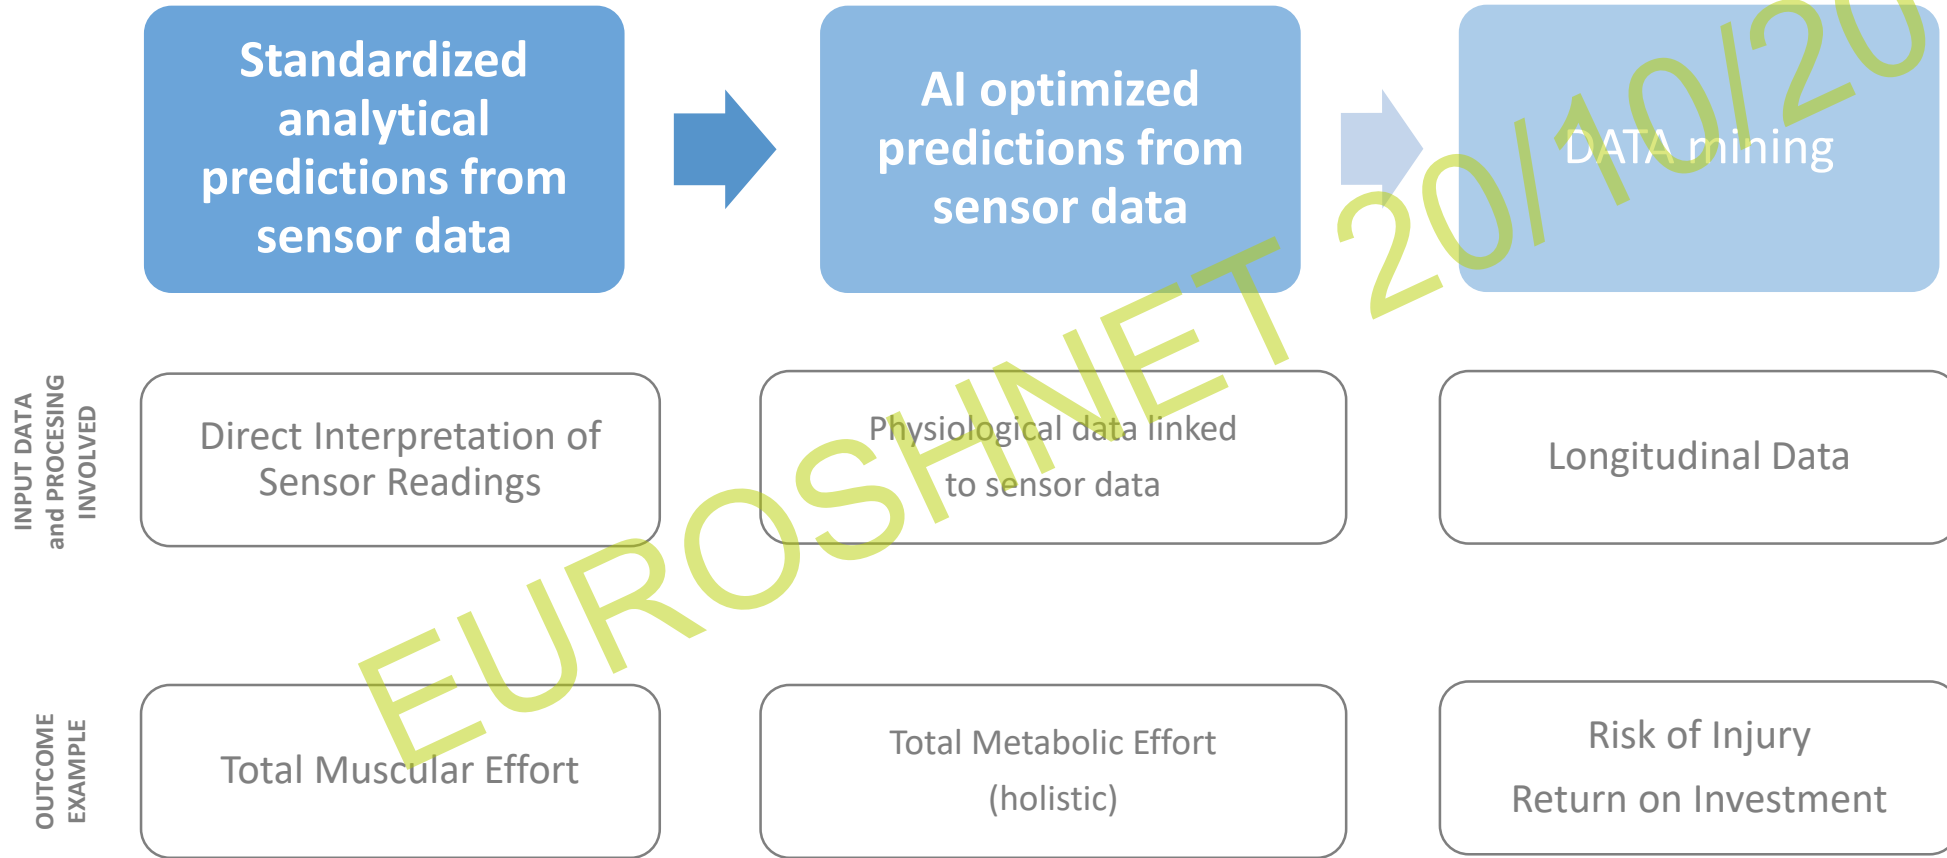 Standardized
analytical
predictions from
sensor data
AI optimized
predictions from
sensor data
DATA mining
INPUT DATA
and PROCESING
INVOLVED
Direct Interpretation of
Sensor Readings
Physiological data linked
to sensor data
Longitudinal Data
OUTCOME
EXAMPLE
Total Muscular Effort
Total Metabolic Effort
(holistic)
Risk of Injury
Return on Investment
EUROSHNET 20/10/20